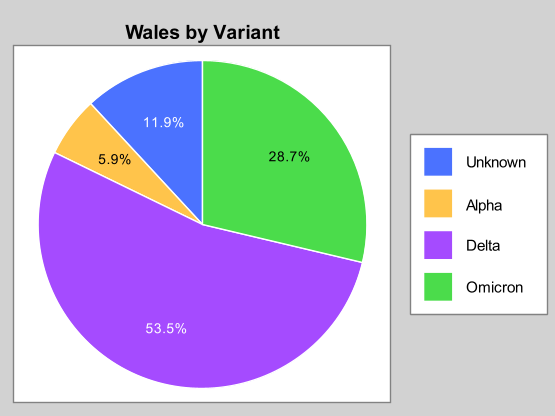 Wales by Variant
11.9%
28.7%
5.9%
53.5%
Unknown
Alpha
Delta
Omicron